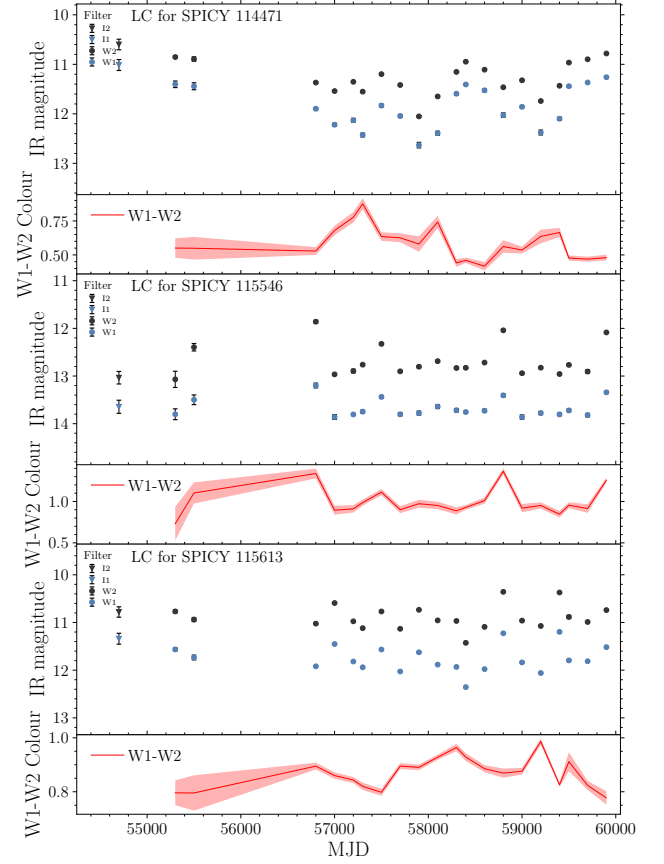 Filter LC for SPICY 114471
I2
I1
W2
W1
10
11
12
13
IR magnitude
W1-W2
0.75
0.50
W1-W2 Colour
Filter LC for SPICY 115546
I2
I1
W2
W1
11
12
13
14
IR magnitude
W1-W2
1.0
0.5
W1-W2 Colour
Filter LC for SPICY 115613
I2
I1
W2
W1
10
11
12
13
IR magnitude
W1-W2
1.0
0.8
W1-W2 Colour
55000 56000 57000 58000 59000 60000
MJD